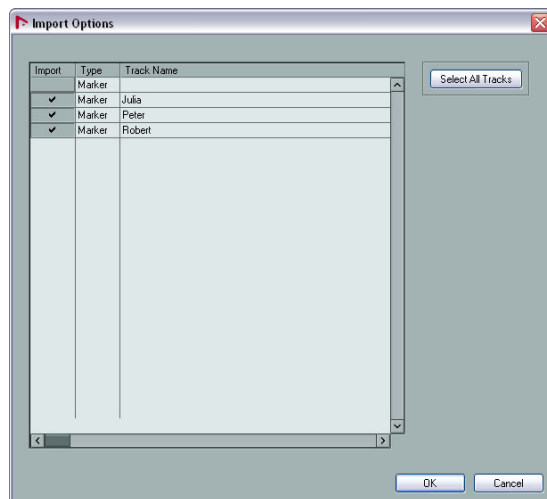 Import Options
Import Type Track Name
Marker
Marker Julia
Marker Peter
Marker Robert
Select All Tracks
OK Cancel